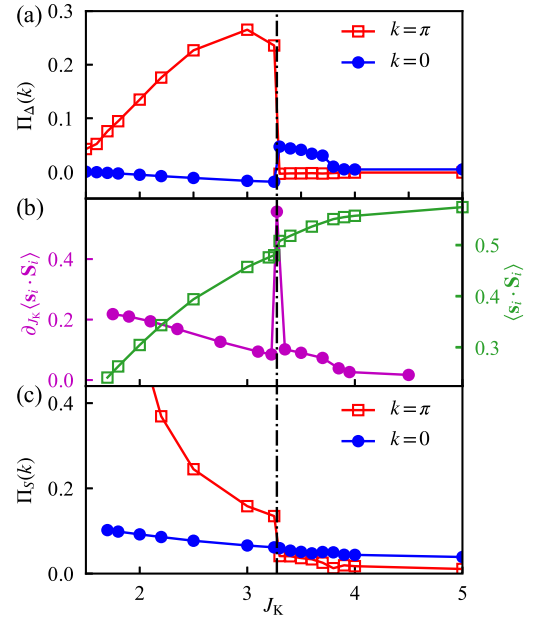 (a)
0.3
0.2
0.1
0.0
Π_Δ(k)
k = π
k = 0
(b)
0.4
0.2
0.0
∂_{J_K}⟨s_i · S_i⟩
0.5
0.4
0.3
⟨s_i · S_i⟩
(c)
0.4
0.2
0.0
Π_S(k)
k = π
k = 0
2 3 4 5
J_K